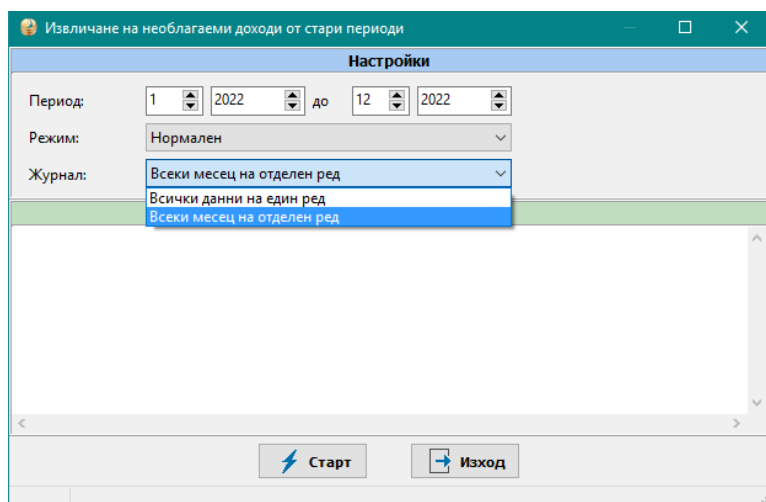 Извличане на необлагаеми доходи от стари периоди
Настройки
Период: 1 2022 до 12 2022
Режим: Нормален
Журнал: Всеки месец на отделен ред
Всички данни на един ред
Всеки месец на отделен ред
Старт Изход